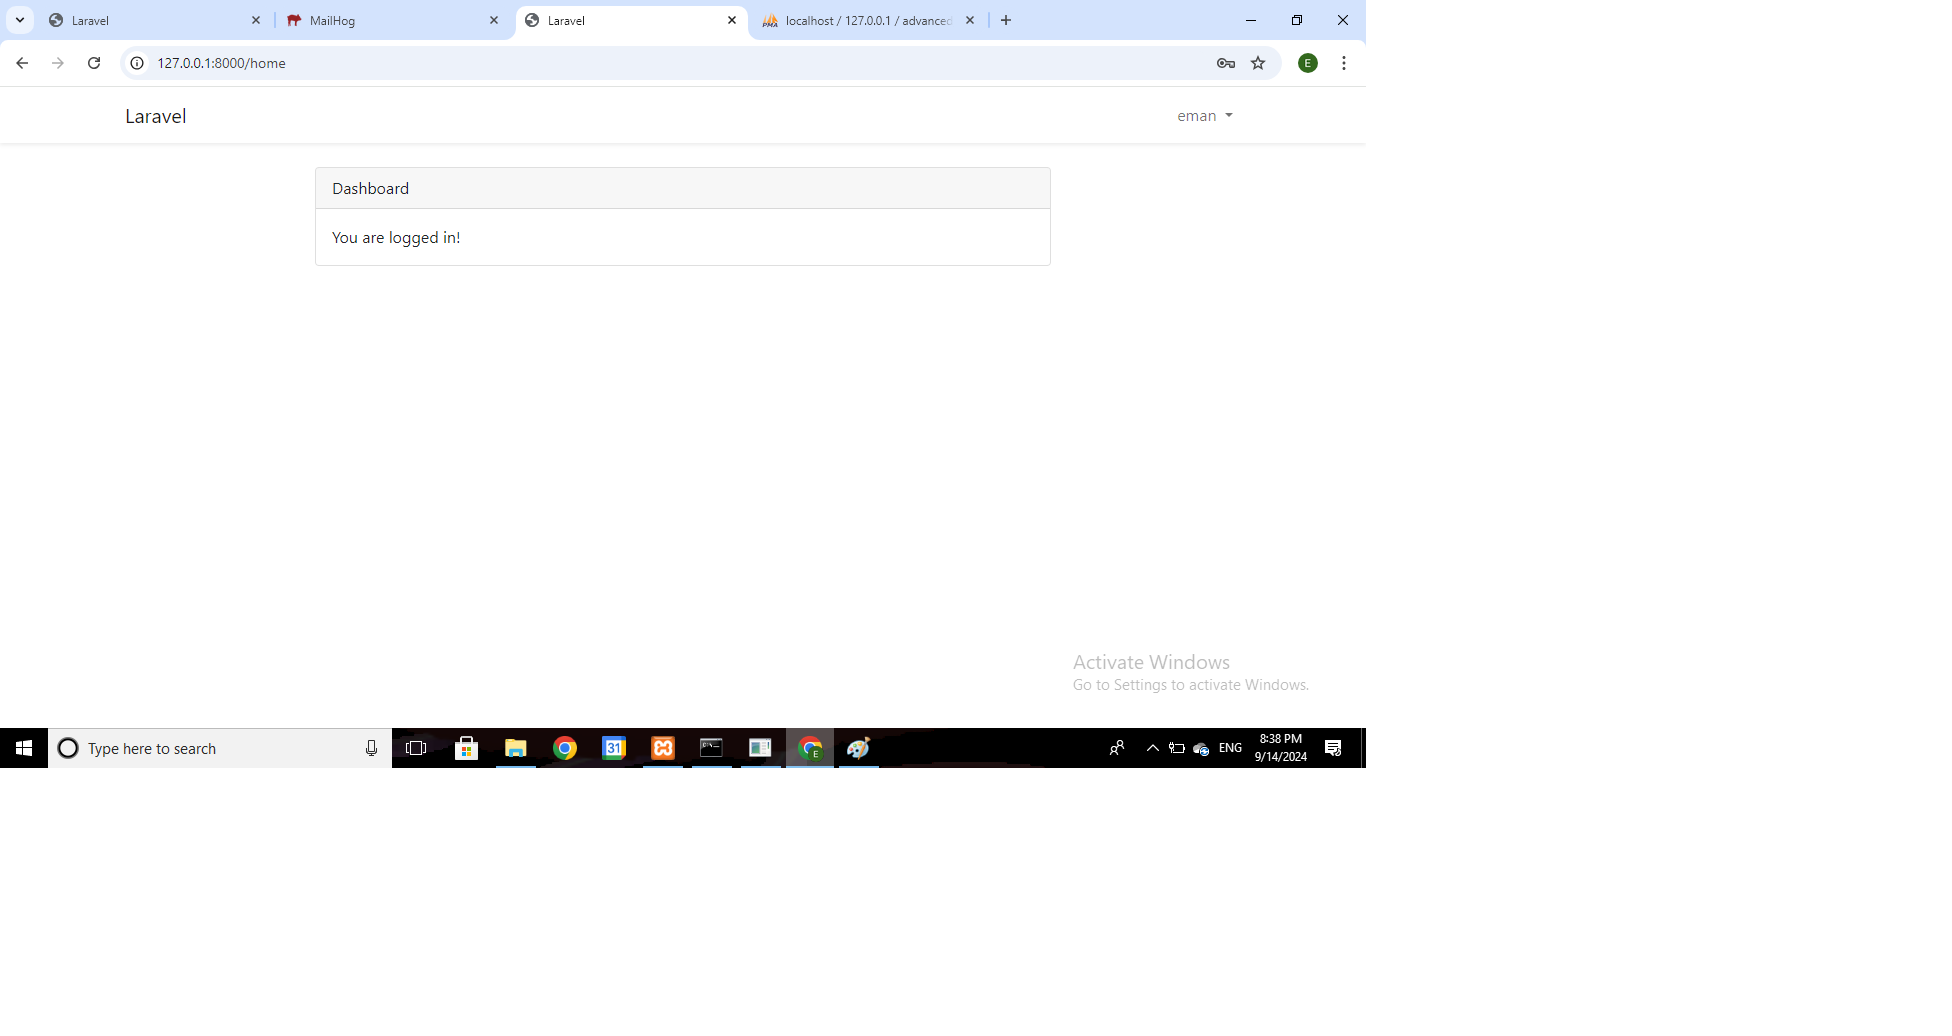 Laravel
MailHog
Laravel
localhost / 127.0.0.1 / advanced
127.0.0.1:8000/home
E
Laravel
eman
Dashboard
You are logged in!
Activate Windows
Go to Settings to activate Windows.
Type here to search
31
E
ENG
8:38 PM
9/14/2024